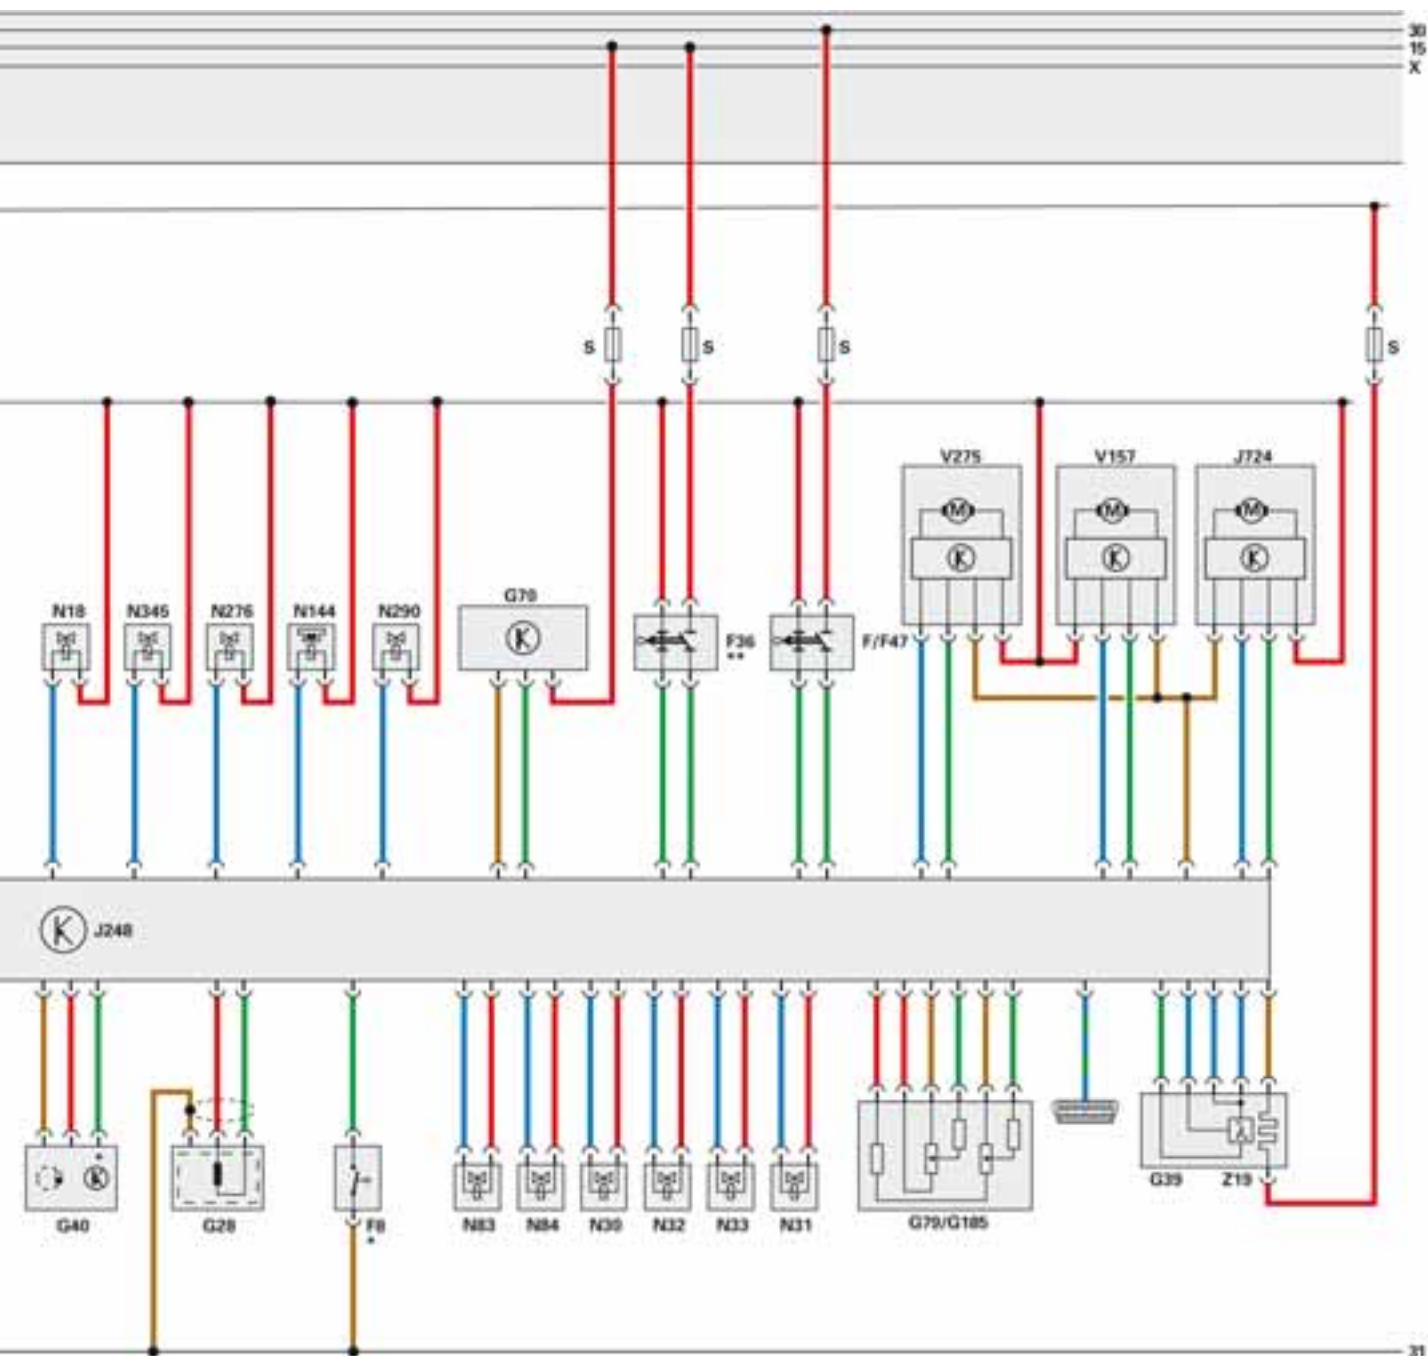 30
15
X
S S S S
V275 V157 J724
N18 N345 N276 N144 N290 G70 F36 F/F47
**
M M M
J248
G39 Z19
G40 G28 F8 N83 N84 N30 N32 N33 N31 G79/G185
*
31